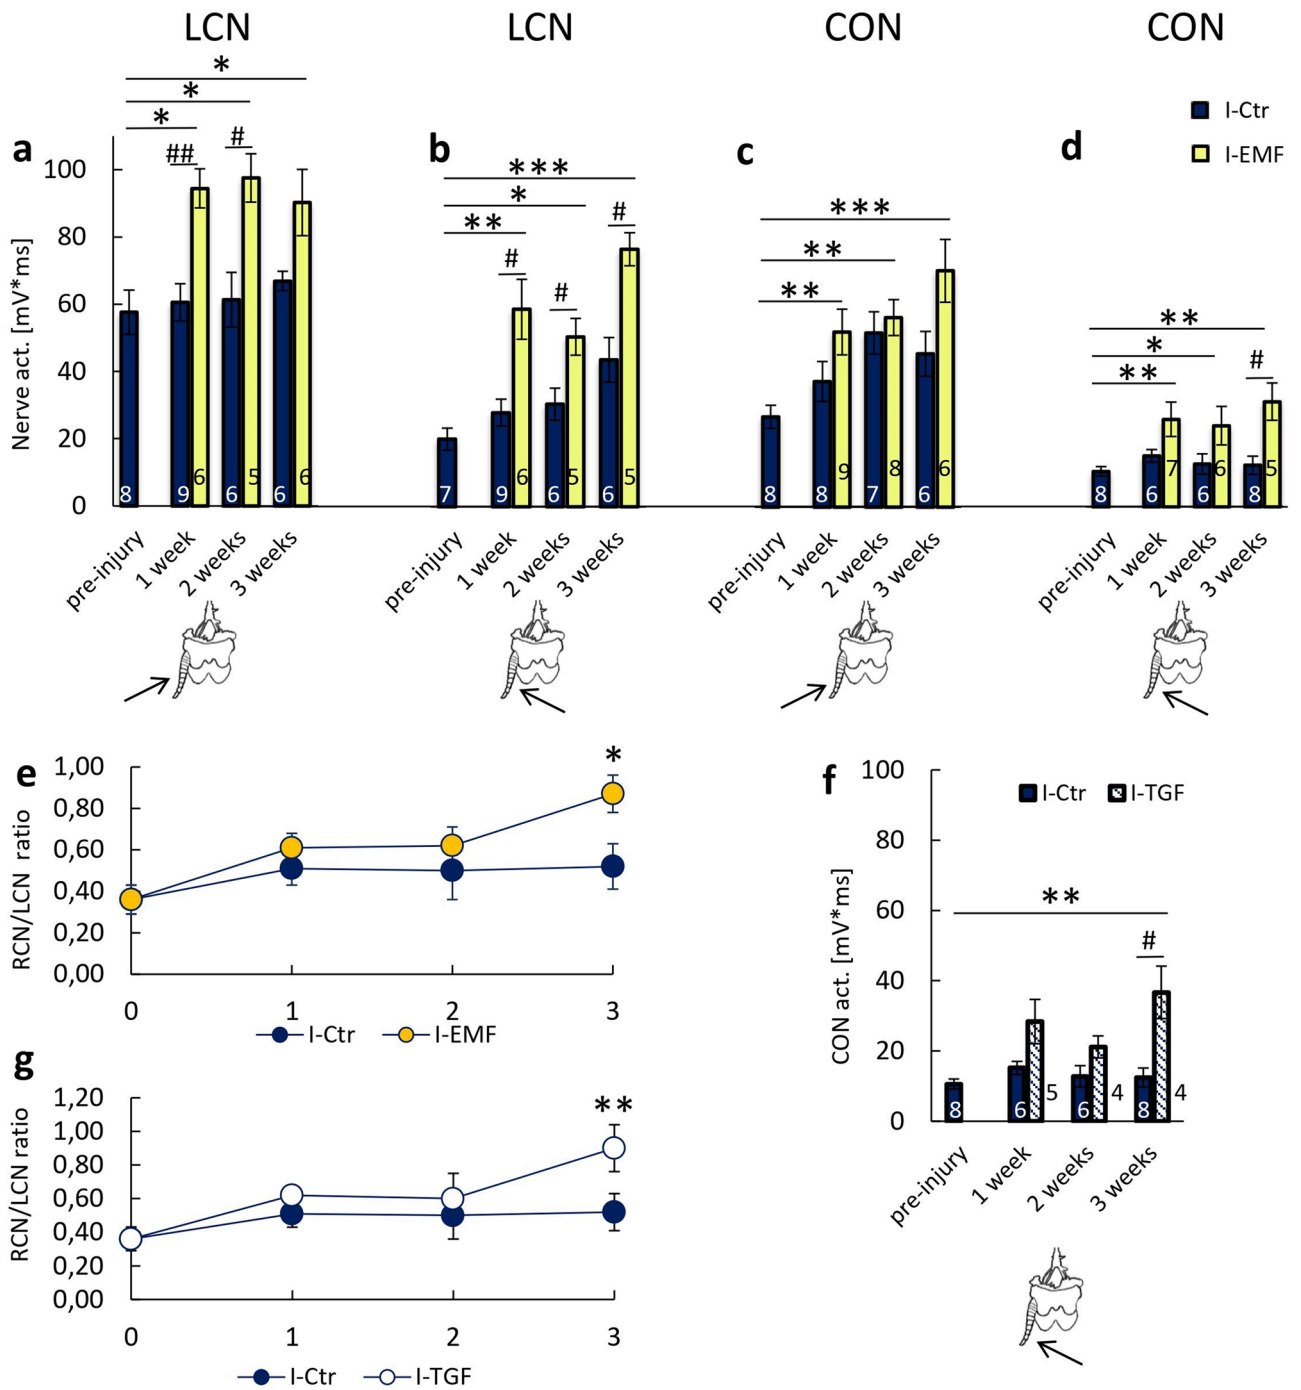 LCN LCN CON CON
* *** I-Ctr
* * *** I-EMF
* ** ** **
a ## # b # # # c ** d ** * ** #
Nerve act. [mV*ms]
100
80
60
40
20
0
8 9 6 6 5 6 6
7 9 6 6 5 6 5
8 8 9 7 8 6 6
8 6 7 6 6 8 5
pre-injury 1 week 2 weeks 3 weeks
pre-injury 1 week 2 weeks 3 weeks
pre-injury 1 week 2 weeks 3 weeks
pre-injury 1 week 2 weeks 3 weeks
e
RCN/LCN ratio
*
1,00
0,80
0,60
0,40
0,20
0,00
0 1 2 3
I-Ctr I-EMF
f
CON act. [mV*ms]
I-Ctr I-TGF
**
#
100
80
60
40
20
0
8 6 5 6 4 8 4
pre-injury 1 week 2 weeks 3 weeks
g
RCN/LCN ratio
**
1,20
1,00
0,80
0,60
0,40
0,20
0,00
0 1 2 3
I-Ctr I-TGF